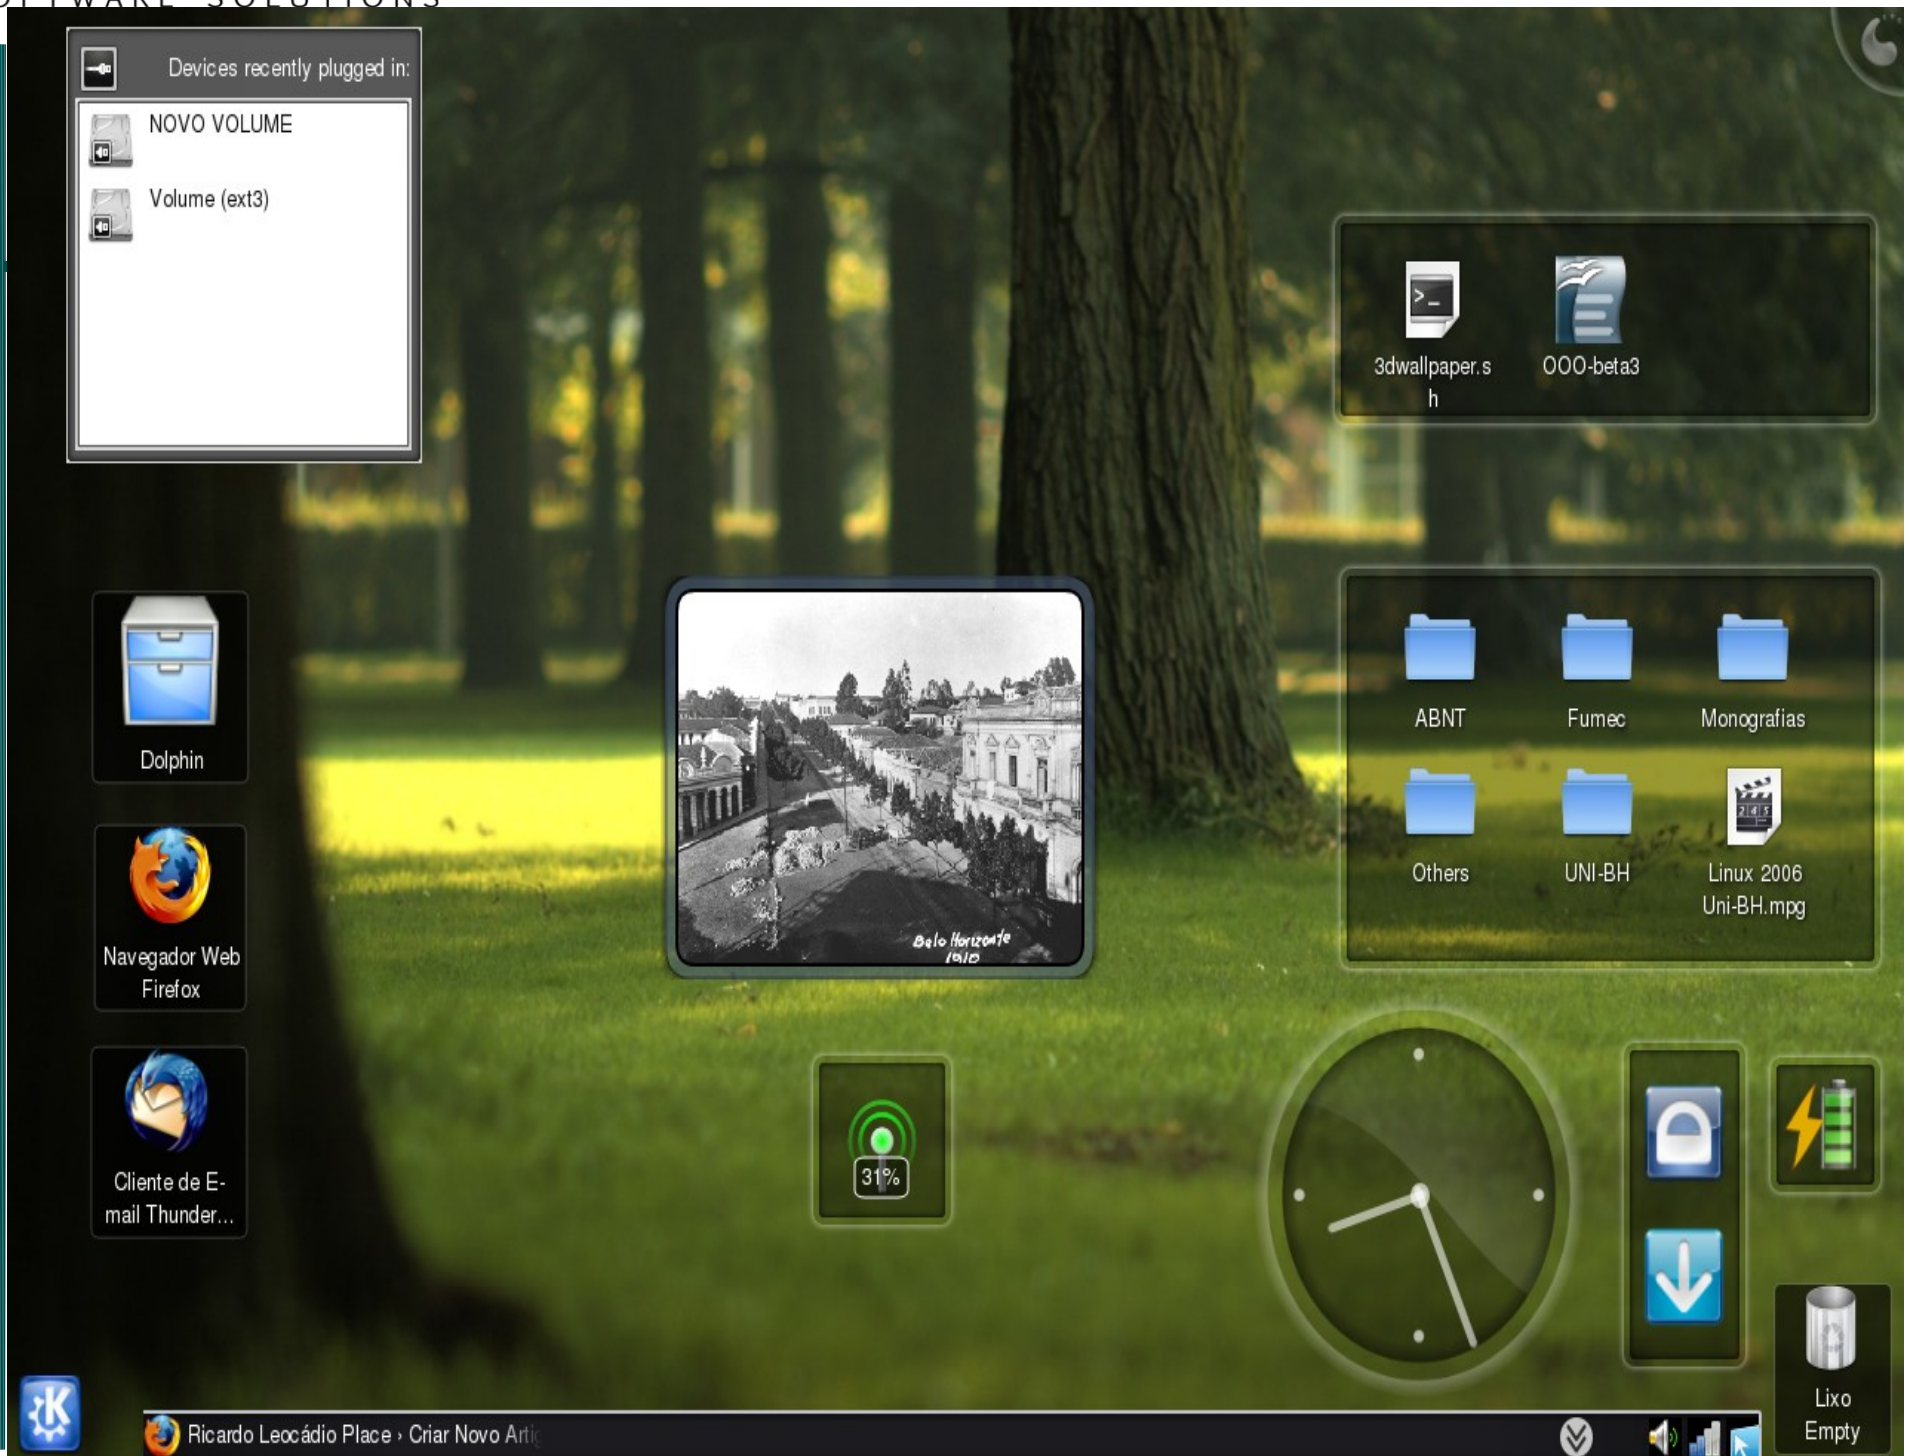 SOLUTIONS
Devices recently plugged in:
NOVO VOLUME
Volume (ext3)
3dwallpaper.s
h
OOO-beta3
ABNT
Fumec
Monografias
Others
UNI-BH
Linux 2006
Uni-BH.mpg
Dolphin
Navegador Web
Firefox
Cliente de E-
mail Thunder...
Belo Horizonte
1910
31%
Lixo
Empty
Ricardo Leocádio Place › Criar Novo